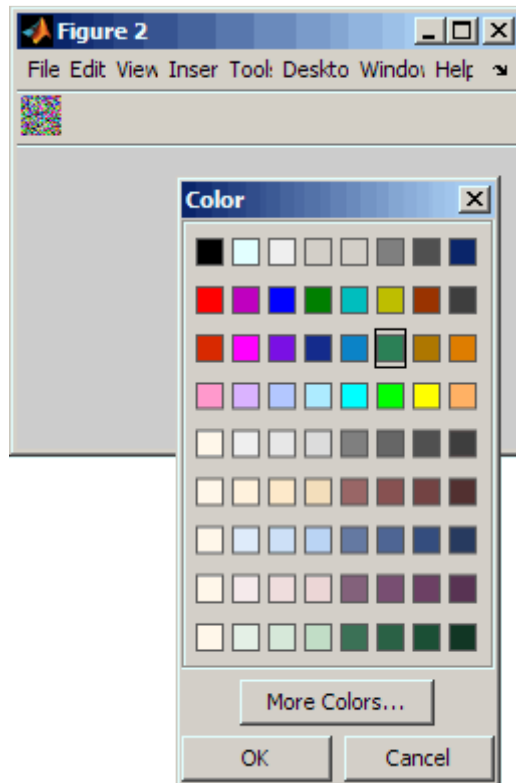 Figure 2
File Edit View Inser Tool: Deskto Windo Help
Color
More Colors...
OK Cancel